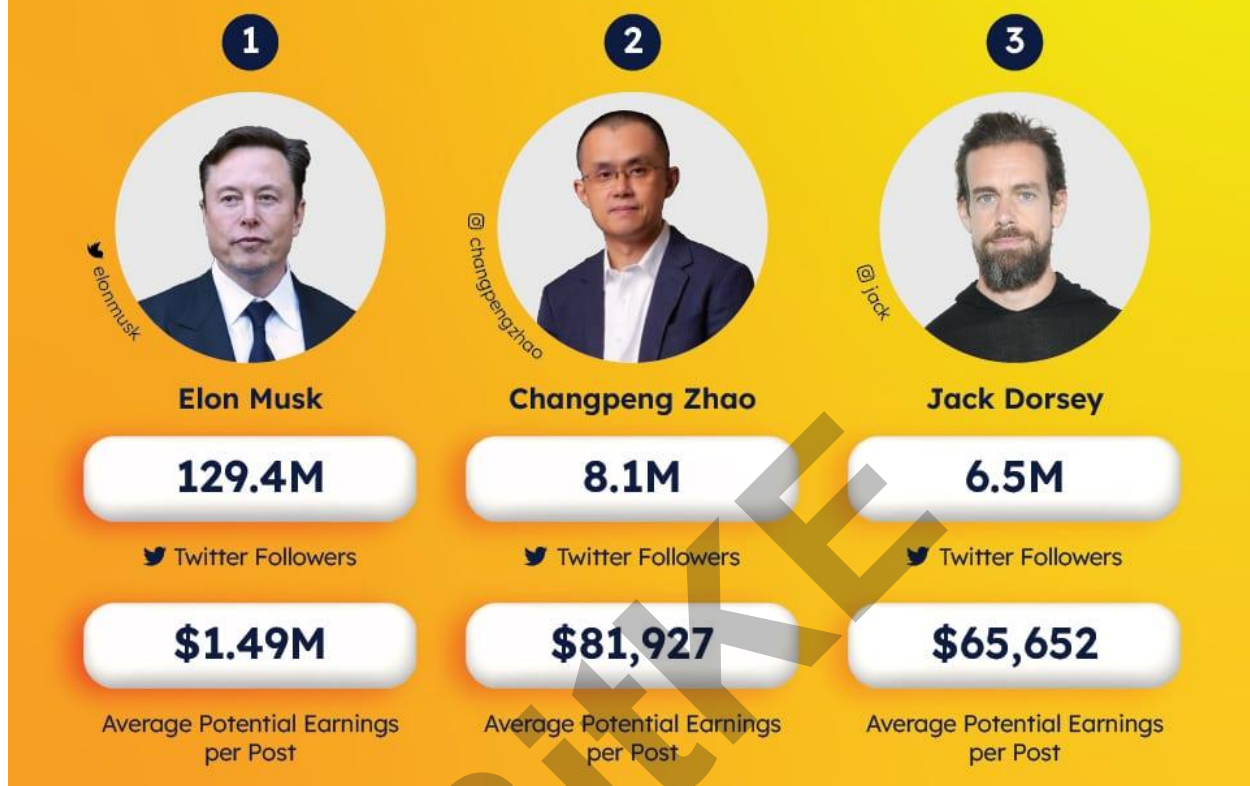 1
2
3
elonmusk
changpengzhao
jack
Elon Musk
Changpeng Zhao
Jack Dorsey
129.4M
8.1M
6.5M
Twitter Followers
Twitter Followers
Twitter Followers
$1.49M
$81,927
$65,652
Average Potential Earnings
per Post
Average Potential Earnings
per Post
Average Potential Earnings
per Post
BitKE